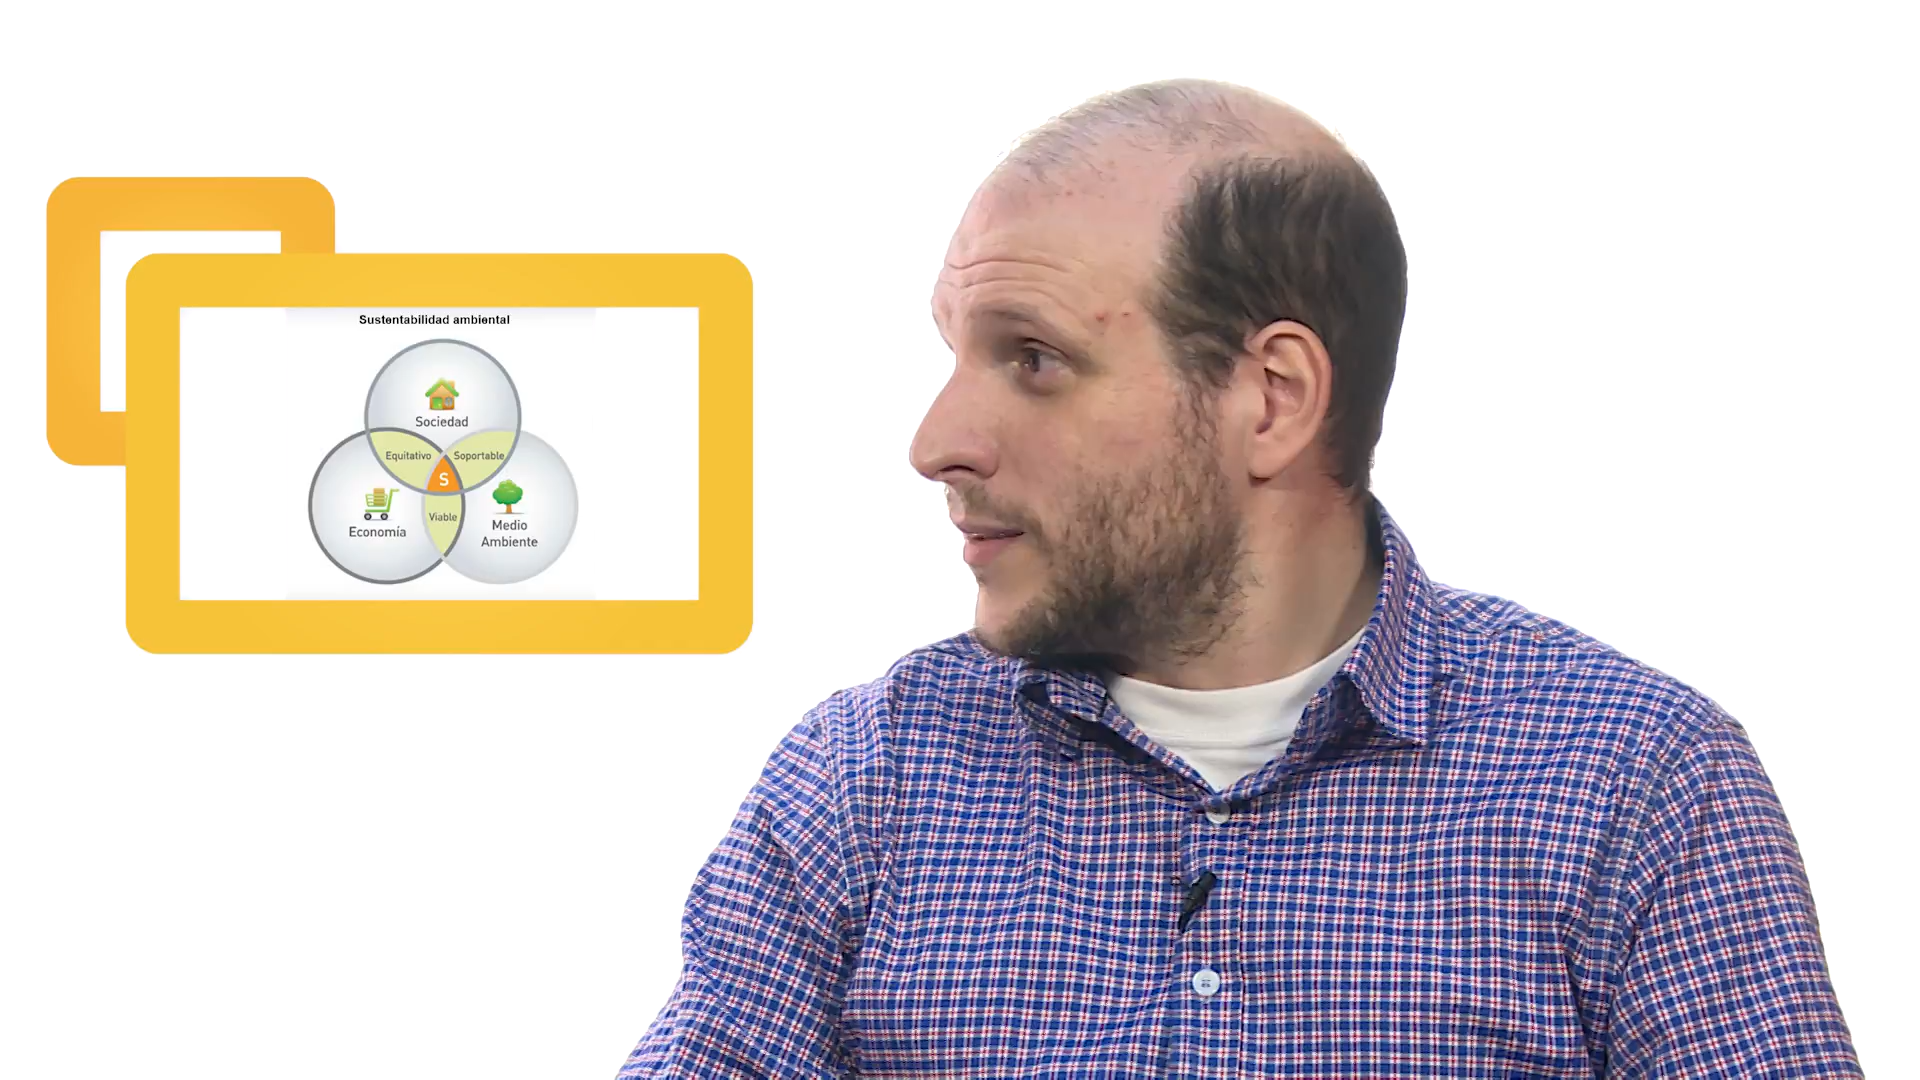 Sustentabilidad ambiental
Sociedad
Equitativo
Soportable
S
Economía
Viable
Medio
Ambiente